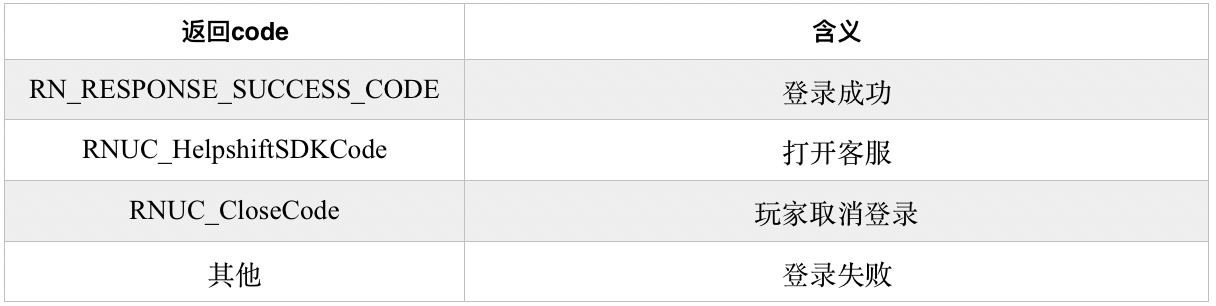 返回code 含义
RN_RESPONSE_SUCCESS_CODE 登录成功
RNUC_HelpshiftSDKCode 打开客服
RNUC_CloseCode 玩家取消登录
其他 登录失败